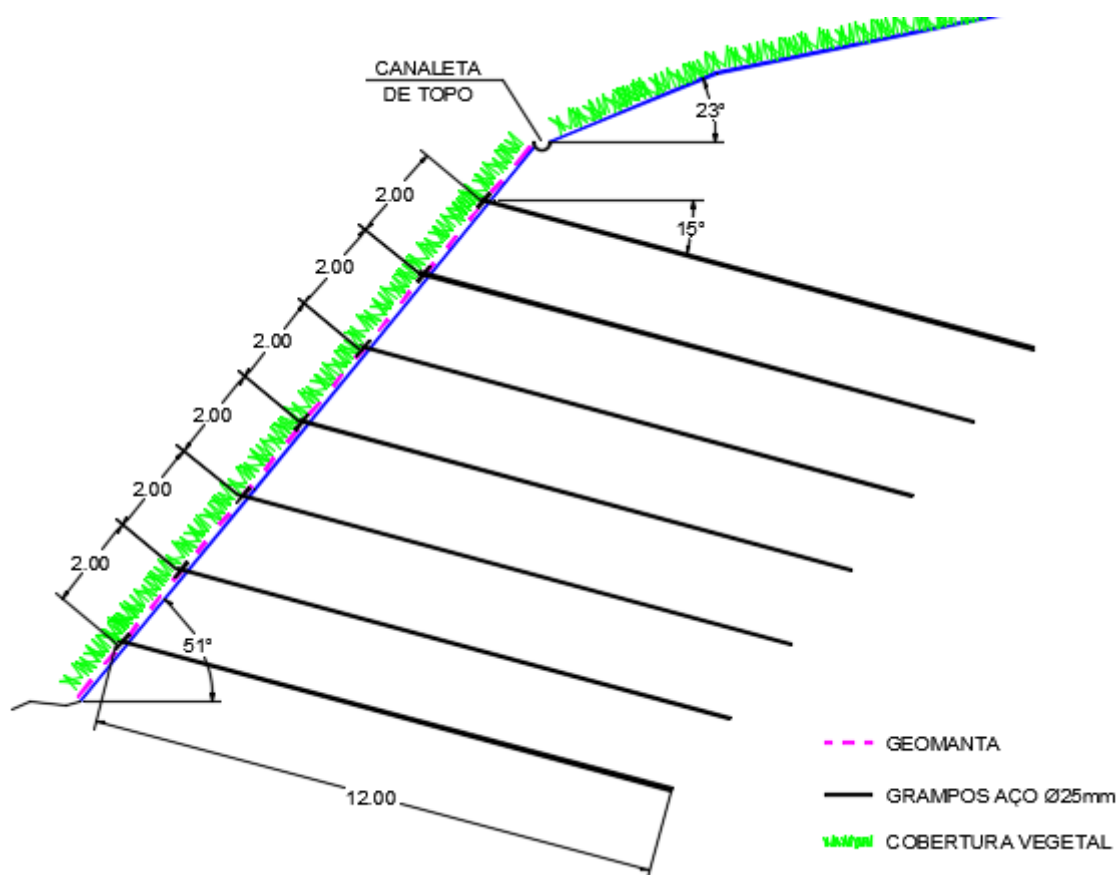 CANALETA
DE TOPO
23°
15°
2.00
2.00
2.00
2.00
2.00
2.00
51°
12.00
GEOMANTA
GRAMPOS AÇO Ø25mm
COBERTURA VEGETAL